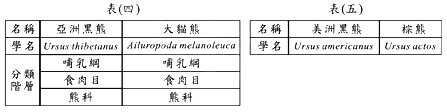 表(四)
名稱 亞洲黑熊 大貓熊
學名 Ursus thibetanus Ailuropoda melanoleuca
分類階層 哺乳綱 哺乳綱
食肉目 食肉目
熊科 熊科
表(五)
名稱 美洲黑熊 棕熊
學名 Ursus americanus Ursus actos